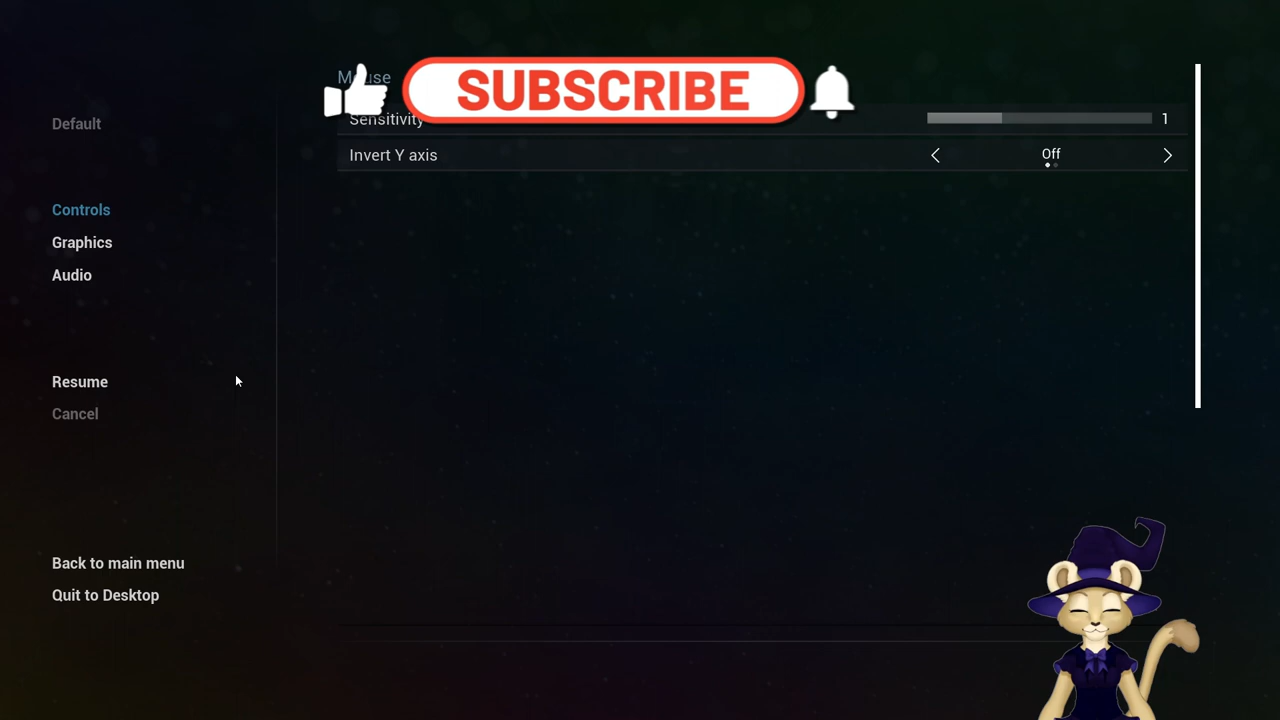 Mouse
SUBSCRIBE
Default
Sensitivity 1
Invert Y axis Off
Controls
Graphics
Audio
Resume
Cancel
Back to main menu
Quit to Desktop